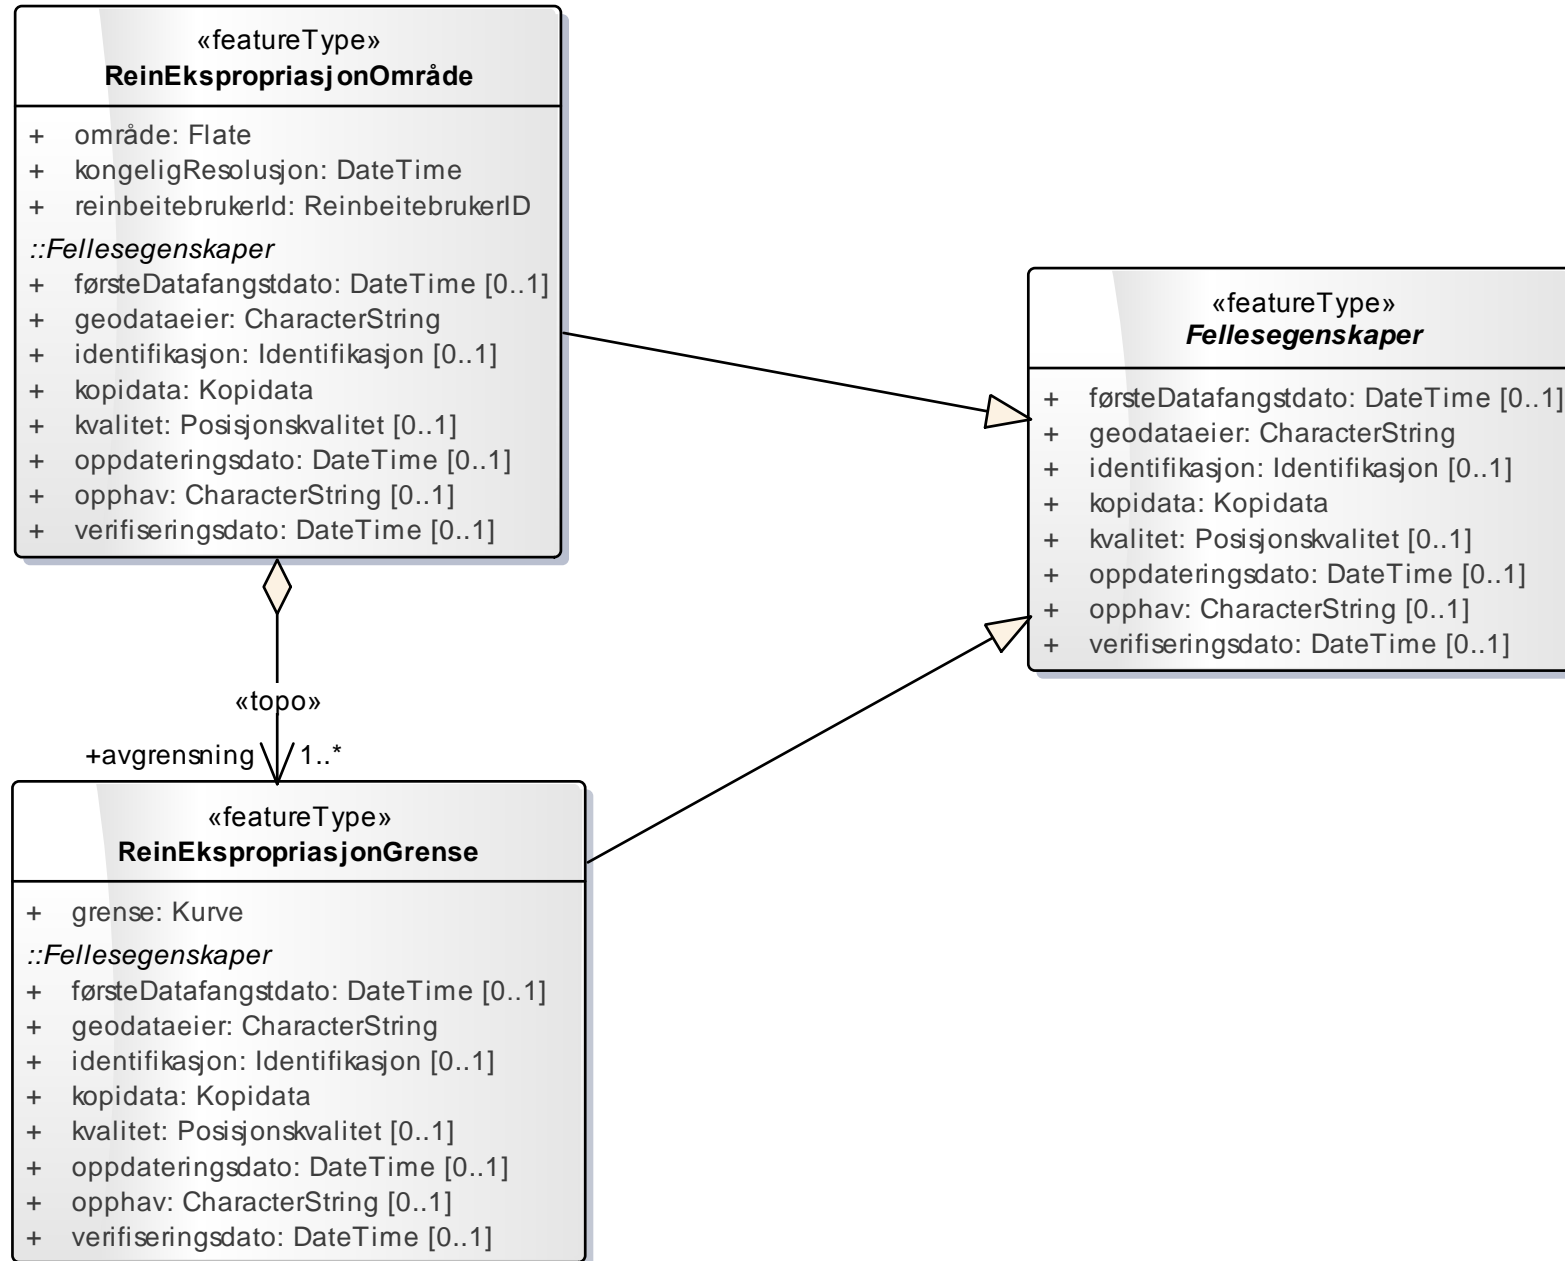 «featureType»
ReinEkspropriasjonOmråde
+ område: Flate
+ kongeligResolusjon: DateTime
+ reinbeitebrukerId: ReinbeitebrukerID
::Fellesegenskaper
+ førsteDatafangstdato: DateTime [0..1]
+ geodataeier: CharacterString
+ identifikasjon: Identifikasjon [0..1]
+ kopidata: Kopidata
+ kvalitet: Posisjonskvalitet [0..1]
+ oppdateringsdato: DateTime [0..1]
+ opphav: CharacterString [0..1]
+ verifiseringsdato: DateTime [0..1]
«featureType»
Fellesegenskaper
+ førsteDatafangstdato: DateTime [0..1]
+ geodataeier: CharacterString
+ identifikasjon: Identifikasjon [0..1]
+ kopidata: Kopidata
+ kvalitet: Posisjonskvalitet [0..1]
+ oppdateringsdato: DateTime [0..1]
+ opphav: CharacterString [0..1]
+ verifiseringsdato: DateTime [0..1]
«topo»
+avgrensning 1..*
«featureType»
ReinEkspropriasjonGrense
+ grense: Kurve
::Fellesegenskaper
+ førsteDatafangstdato: DateTime [0..1]
+ geodataeier: CharacterString
+ identifikasjon: Identifikasjon [0..1]
+ kopidata: Kopidata
+ kvalitet: Posisjonskvalitet [0..1]
+ oppdateringsdato: DateTime [0..1]
+ opphav: CharacterString [0..1]
+ verifiseringsdato: DateTime [0..1]